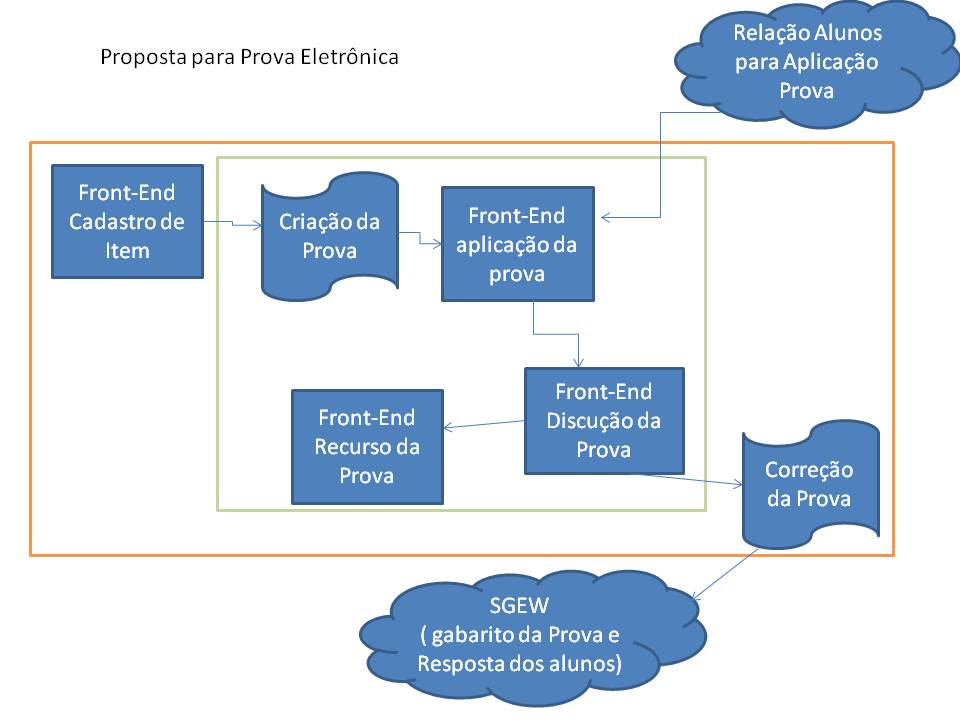 Proposta para Prova Eletrônica
Relação Alunos
para Aplicação
Prova
Front-End
Cadastro de
Item
Criação da
Prova
Front-End
aplicação da
prova
Front-End
Recurso da
Prova
Front-End
Discução da
Prova
Correção
da Prova
SGEW
( gabarito da Prova e
Resposta dos alunos)